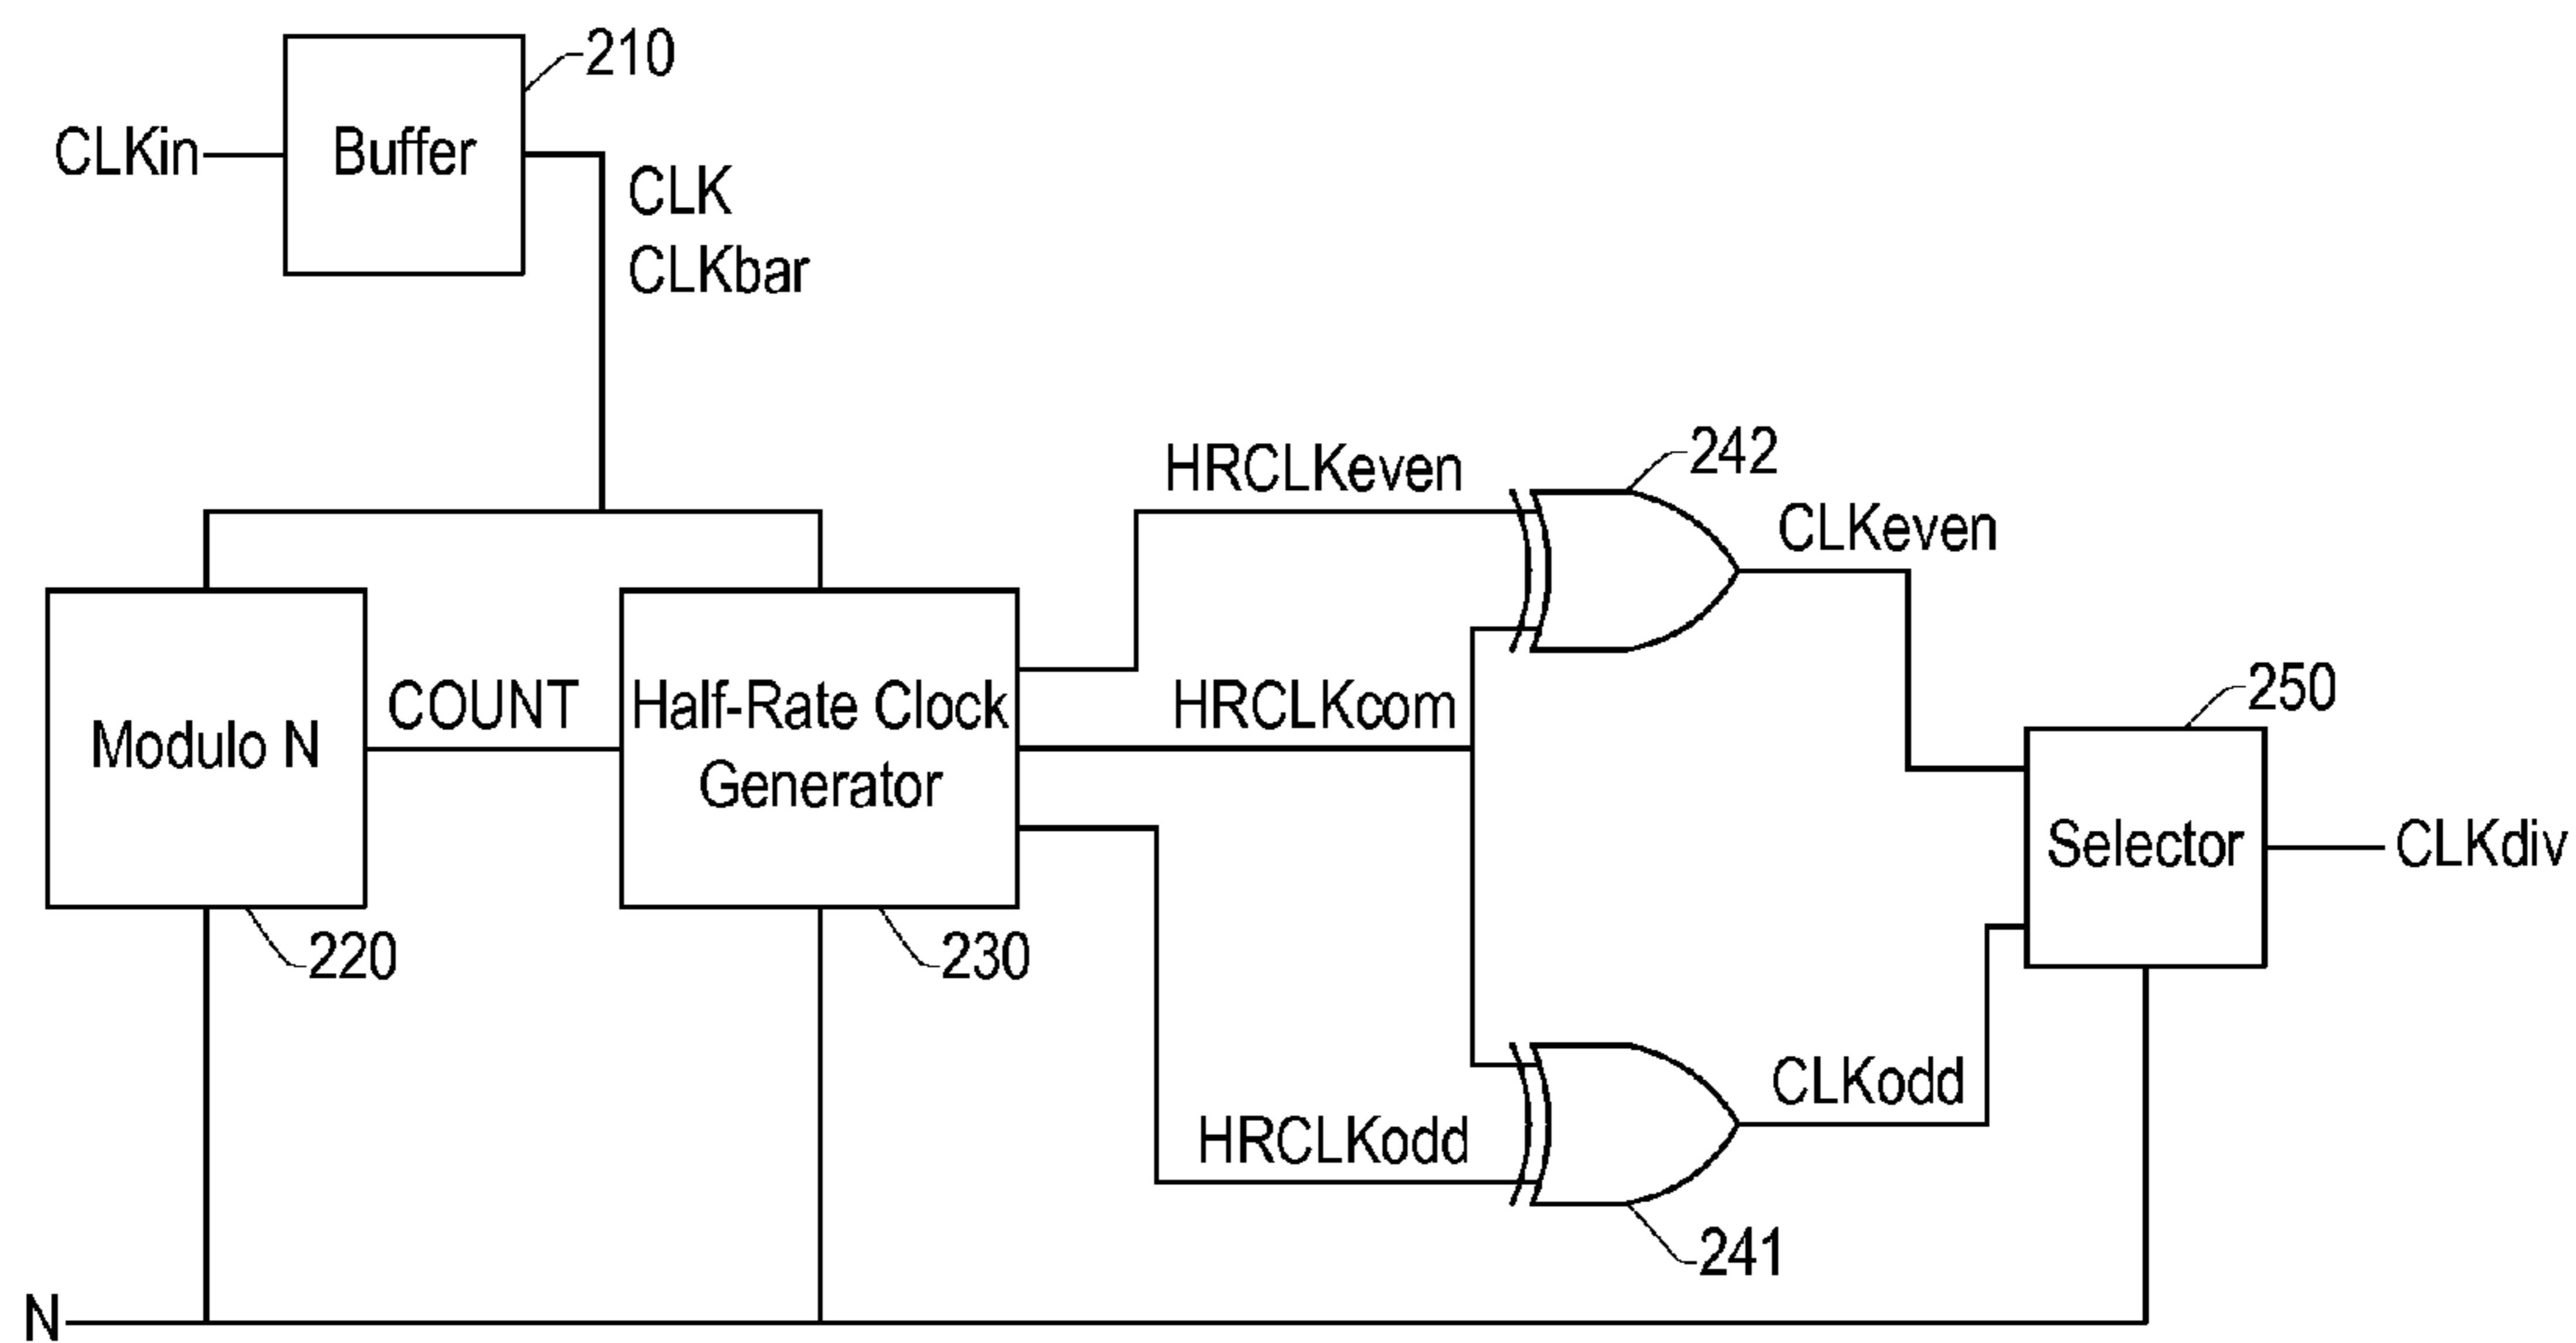 210
CLKin
Buffer
CLK
CLKbar
HRCLKeven
242
CLKeven
Modulo N
COUNT
Half-Rate Clock
Generator
HRCLKcom
250
Selector
CLKdiv
220
230
HRCLKodd
CLKodd
241
N